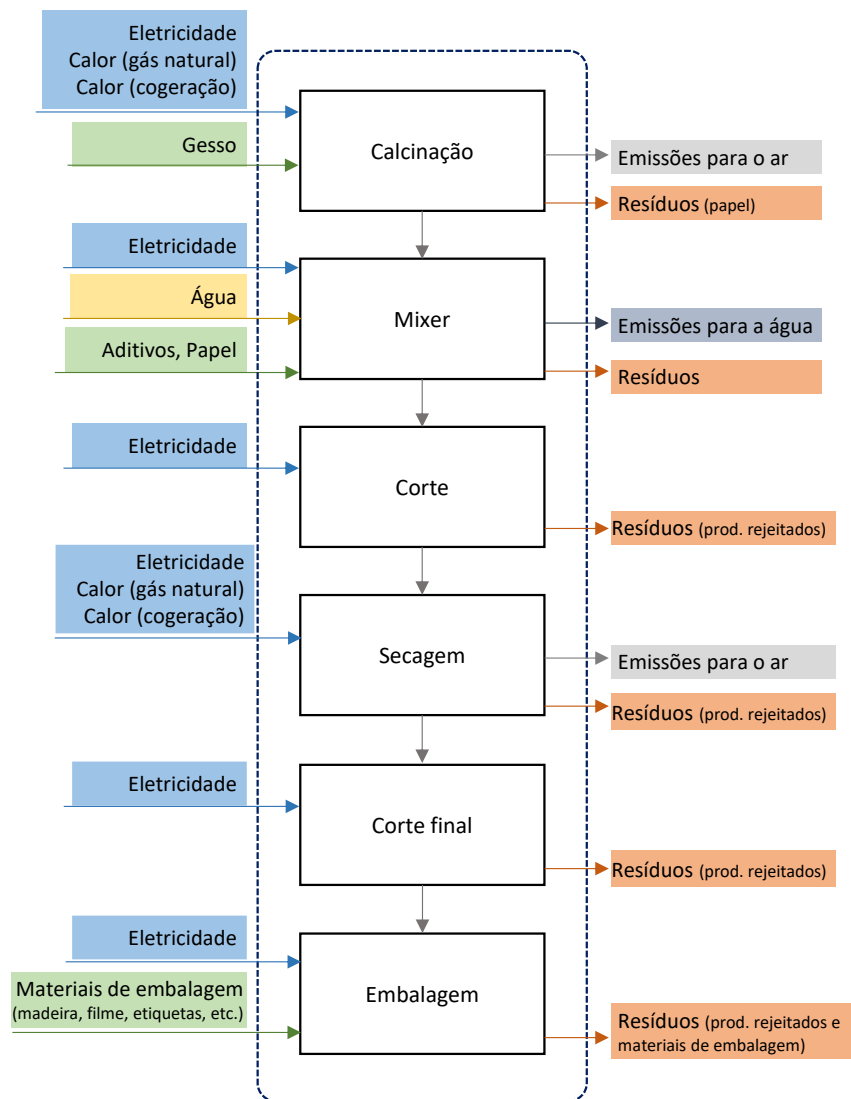 Eletricidade
Calor (gás natural)
Calor (cogeração)
Gesso
Calcinação
Emissões para o ar
Resíduos (papel)
Eletricidade
Água
Aditivos, Papel
Mixer
Emissões para a água
Resíduos
Eletricidade
Corte
Resíduos (prod. rejeitados)
Eletricidade
Calor (gás natural)
Calor (cogeração)
Secagem
Emissões para o ar
Resíduos (prod. rejeitados)
Eletricidade
Corte final
Resíduos (prod. rejeitados)
Eletricidade
Materiais de embalagem
(madeira, filme, etiquetas, etc.)
Embalagem
Resíduos (prod. rejeitados e
materiais de embalagem)